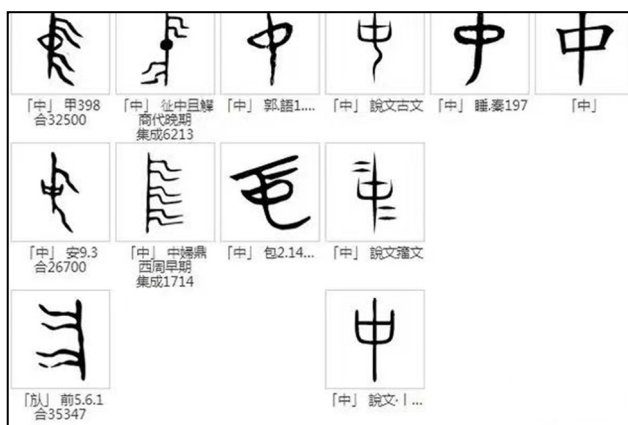 「中」 甲398
合32500
「中」 征中且觶
商代晚期
集成6213
「中」 郭.語1....
「中」 說文古文
「中」 睡.秦197
「中」
「中」 安9.3
合26700
「中」 中婦鼎
西周早期
集成1714
「中」 包2.14...
「中」 說文籀文
「㫃」 前5.6.1
合35347
「中」 說文‧丨...